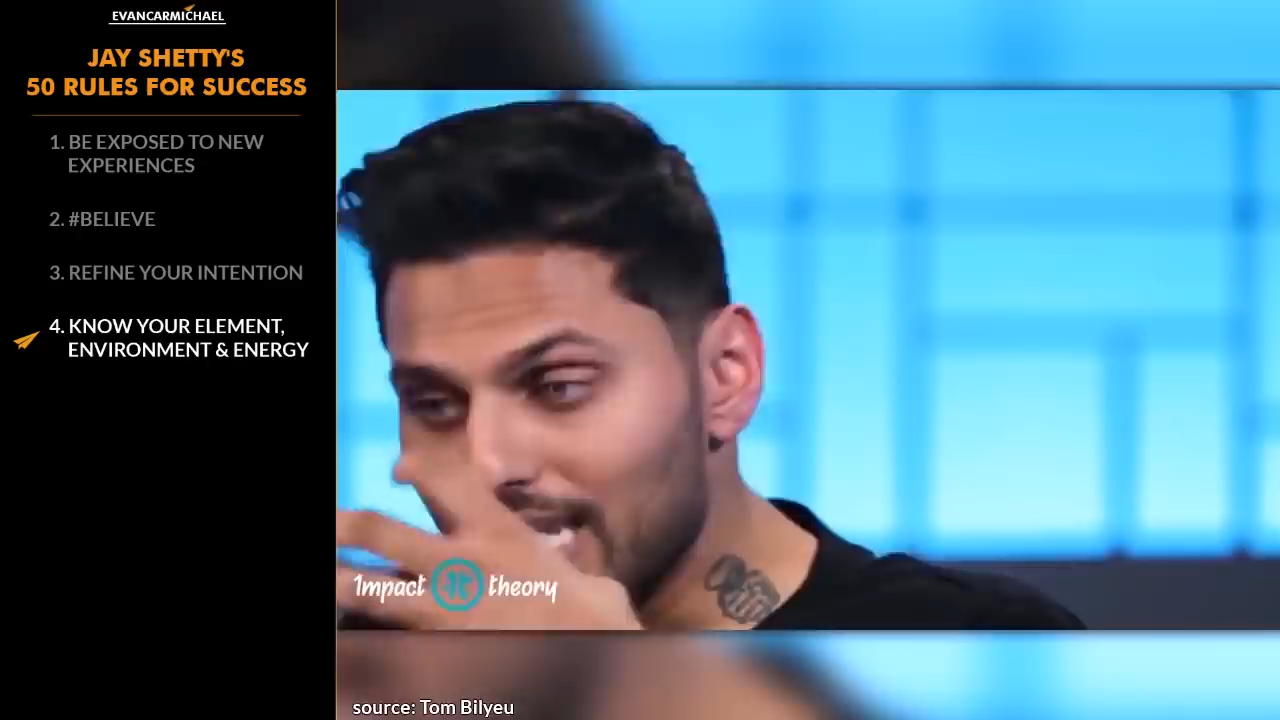 EVANCARMICHAEL
JAY SHETTY'S
50 RULES FOR SUCCESS
1. BE EXPOSED TO NEW
EXPERIENCES
2. #BELIEVE
3. REFINE YOUR INTENTION
4. KNOW YOUR ELEMENT,
ENVIRONMENT & ENERGY
1mpact theory
source: Tom Bilyeu